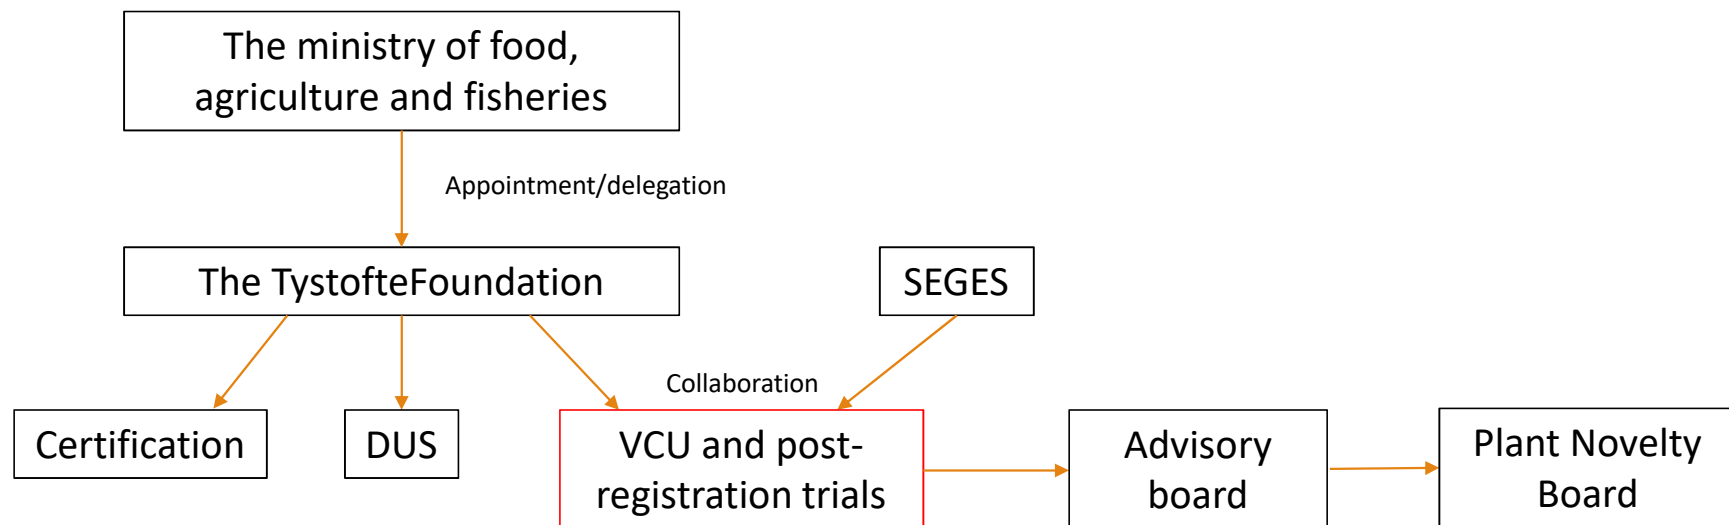 The ministry of food,
agriculture and fisheries
Appointment/delegation
The TystofteFoundation
SEGES
Collaboration
Certification
DUS
VCU and post-
registration trials
Advisory
board
Plant Novelty
Board